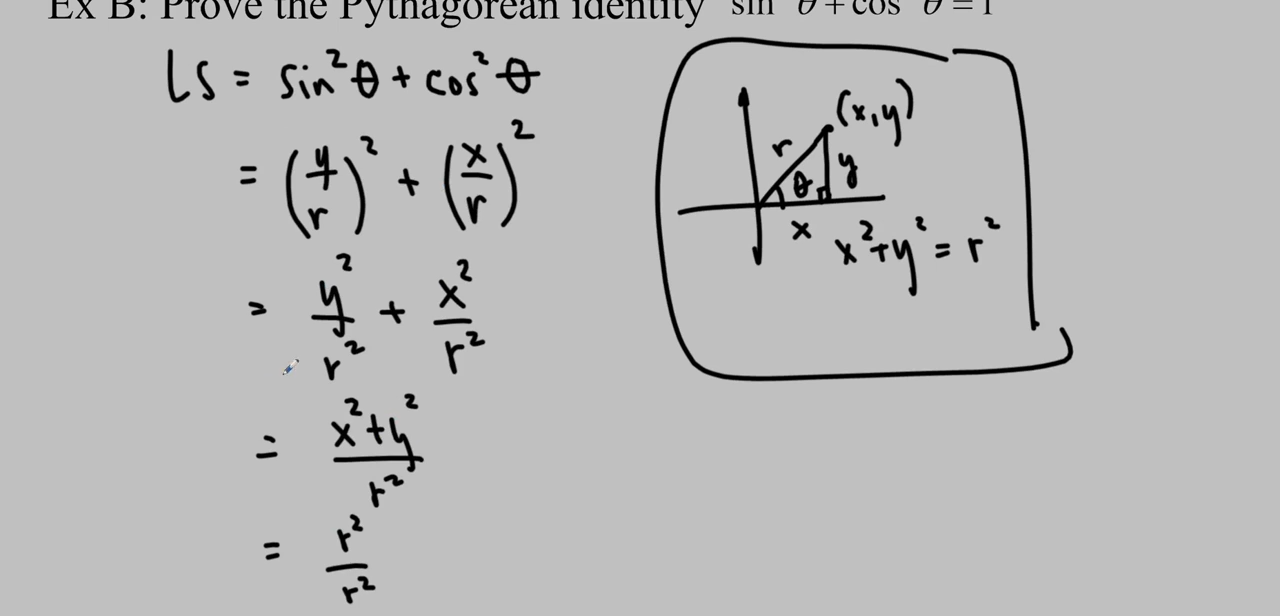 Ex B: Prove the Pythagorean identity sin θ + cos θ = 1
LS = sin²θ + cos²θ
= (y/r)² + (x/r)²
= y²/r² + x²/r²
= x²+y²/r²
= r²/r²
(x,y)
r
y
θ
x
x²+y² = r²